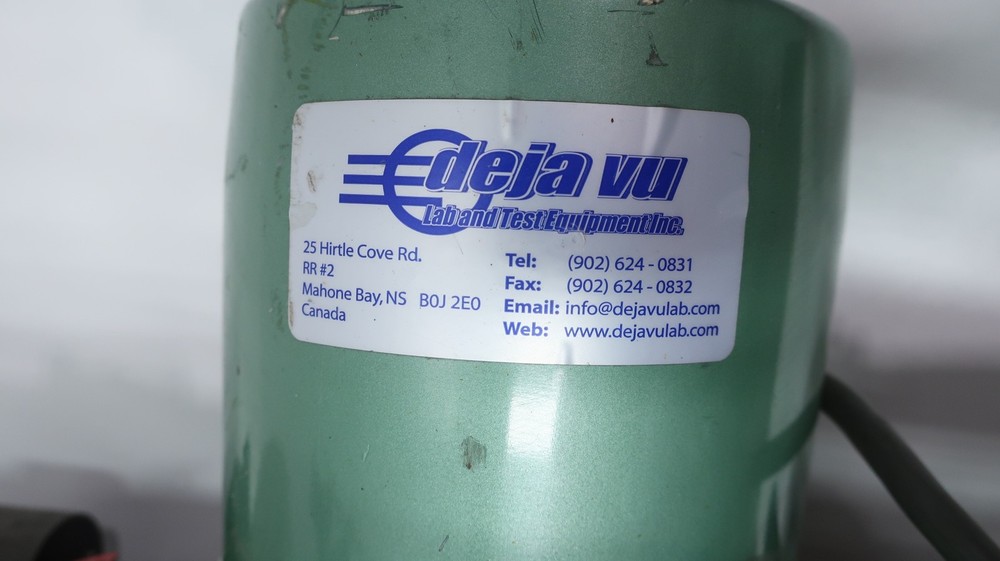 deja vu
Lab and Test Equipment Inc.
25 Hirtle Cove Rd.
RR #2
Mahone Bay, NS B0J 2E0
Canada
Tel: (902) 624 - 0831
Fax: (902) 624 - 0832
Email: info@dejavulab.com
Web: www.dejavulab.com